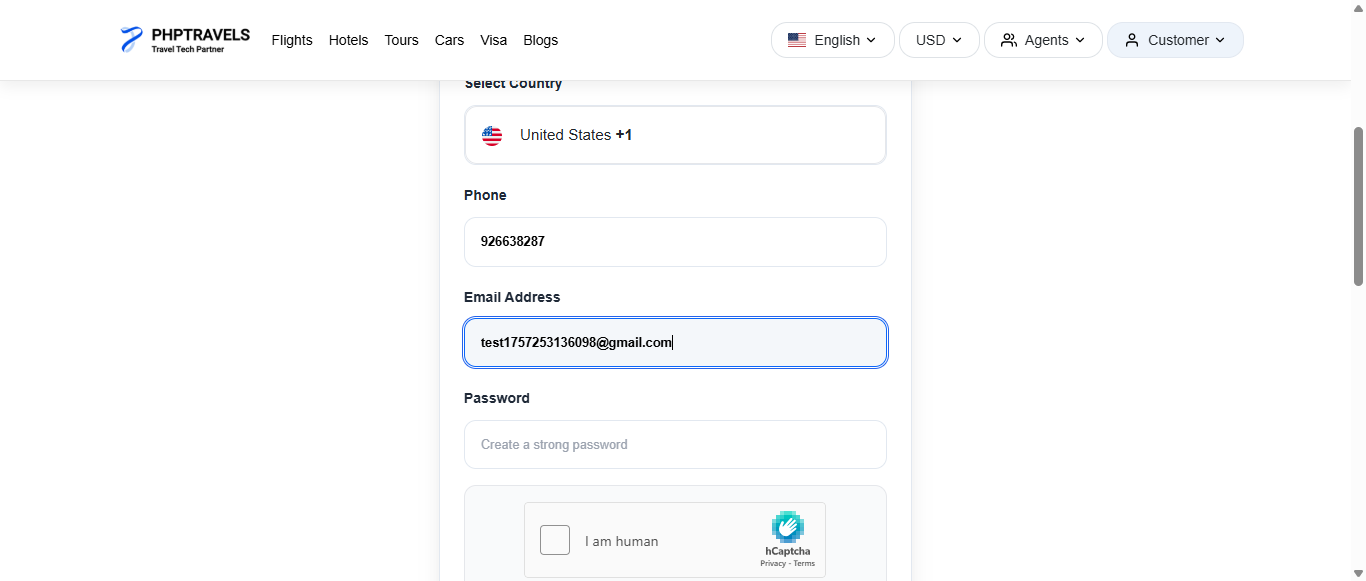 PHPTRAVELS
Travel Tech Partner
Flights Hotels Tours Cars Visa Blogs
English USD Agents Customer
Select Country
United States +1
Phone
926638287
Email Address
test1757253136098@gmail.com
Password
Create a strong password
I am human
hCaptcha
Privacy - Terms